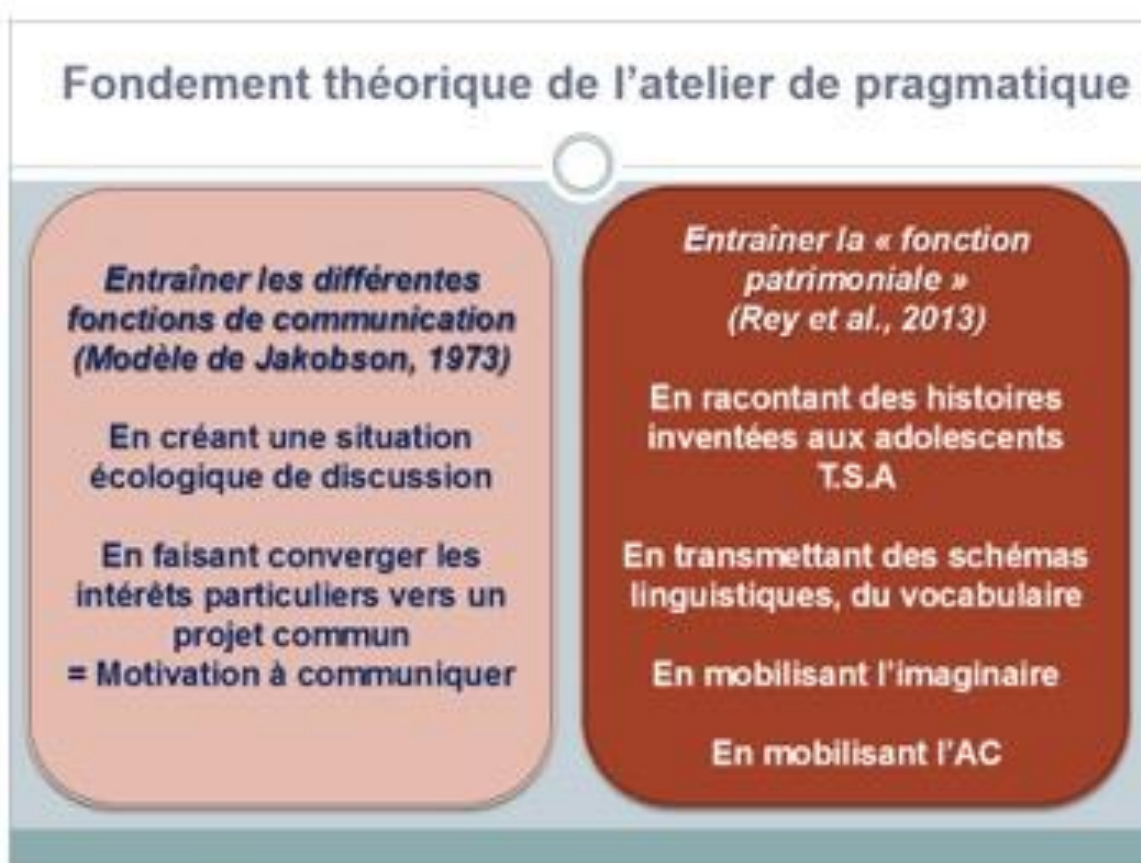 Fondement théorique de l'atelier de pragmatique
Entraîner les différentes
fonctions de communication
(Modèle de Jakobson, 1973)
En créant une situation
écologique de discussion
En faisant converger les
intérêts particuliers vers un
projet commun
= Motivation à communiquer
Entraîner la « fonction
patrimoniale »
(Rey et al., 2013)
En racontant des histoires
inventées aux adolescents
T.S.A
En transmettant des schémas
linguistiques, du vocabulaire
En mobilisant l'imaginaire
En mobilisant l'AC